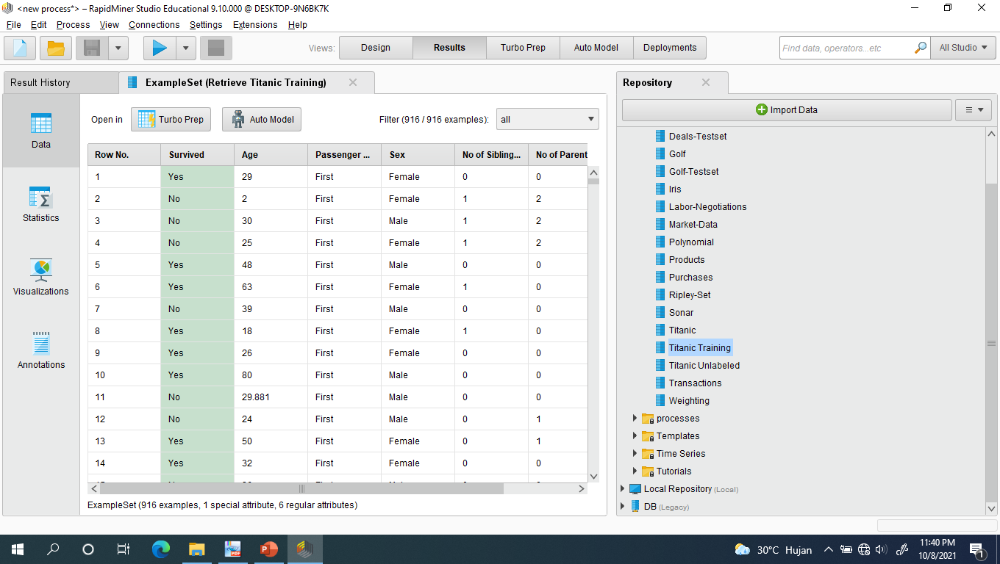 <new process*> – RapidMiner Studio Educational 9.10.000 @ DESKTOP-9N6BK7K
File Edit Process View Connections Settings Extensions Help
Views: Design Results Turbo Prep Auto Model Deployments Find data, operators...etc All Studio
Result History ExampleSet (Retrieve Titanic Training)
Data
Statistics
Visualizations
Annotations
Open in Turbo Prep Auto Model Filter (916 / 916 examples): all
Row No. Survived Age Passenger ... Sex No of Sibling... No of Parent
1 Yes 29 First Female 0 0
2 No 2 First Female 1 2
3 No 30 First Male 1 2
4 No 25 First Female 1 2
5 Yes 48 First Male 0 0
6 Yes 63 First Female 1 0
7 No 39 First Male 0 0
8 Yes 18 First Female 1 0
9 Yes 26 First Female 0 0
10 Yes 80 First Male 0 0
11 No 29.881 First Male 0 0
12 No 24 First Male 0 1
13 Yes 50 First Female 0 1
14 Yes 32 First Female 0 0
ExampleSet (916 examples, 1 special attribute, 6 regular attributes)
Repository
Import Data
Deals-Testset
Golf
Golf-Testset
Iris
Labor-Negotiations
Market-Data
Polynomial
Products
Purchases
Ripley-Set
Sonar
Titanic
Titanic Training
Titanic Unlabeled
Transactions
Weighting
processes
Templates
Time Series
Tutorials
Local Repository (Local)
DB (Legacy)
30°C Hujan
11:40 PM
10/8/2021
1